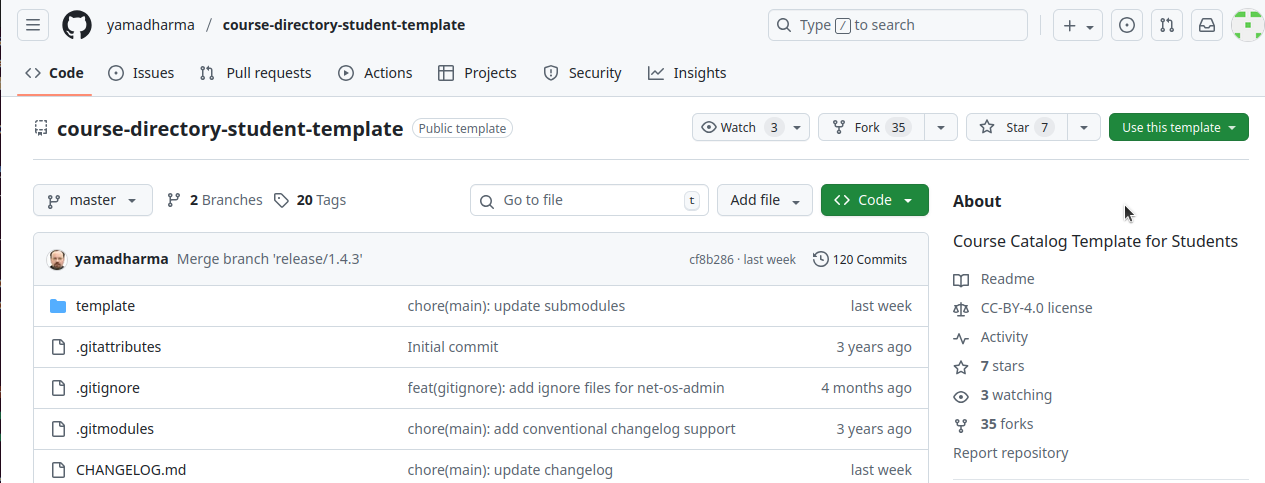 yamadharma / course-directory-student-template
Type / to search
Code Issues Pull requests Actions Projects Security Insights
course-directory-student-template Public template
Watch 3 Fork 35 Star 7 Use this template
master 2 Branches 20 Tags Go to file t Add file Code
About
Course Catalog Template for Students
yamadharma Merge branch 'release/1.4.3' cf8b286 · last week 120 Commits
template chore(main): update submodules last week
.gitattributes Initial commit 3 years ago
.gitignore feat(gitignore): add ignore files for net-os-admin 4 months ago
.gitmodules chore(main): add conventional changelog support 3 years ago
CHANGELOG.md chore(main): update changelog last week
Readme
CC-BY-4.0 license
Activity
7 stars
3 watching
35 forks
Report repository